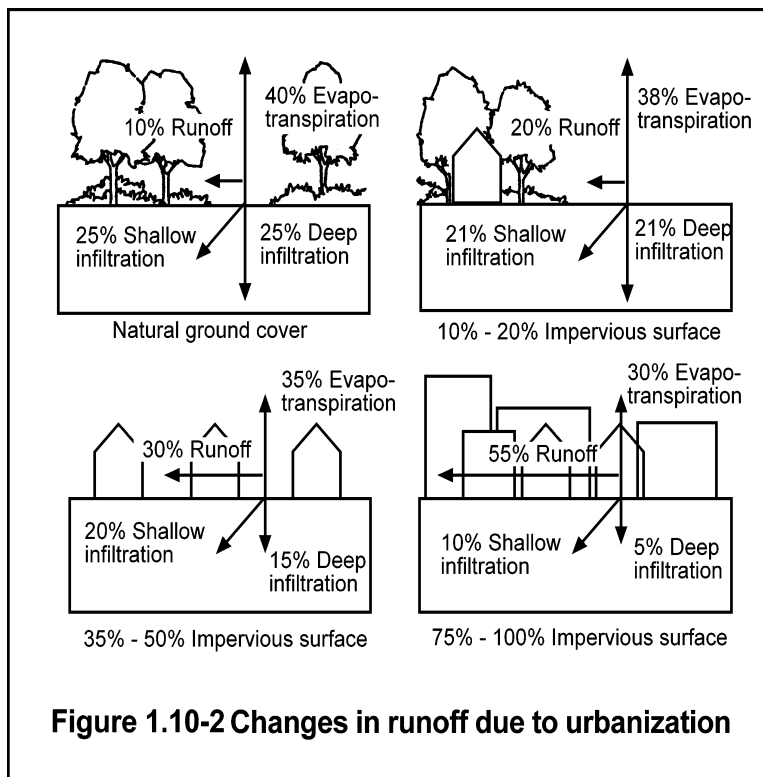 10% Runoff
40% Evapo-
transpiration
25% Shallow
infiltration
25% Deep
infiltration
Natural ground cover
20% Runoff
38% Evapo-
transpiration
21% Shallow
infiltration
21% Deep
infiltration
10% - 20% Impervious surface
35% Evapo-
transpiration
30% Runoff
20% Shallow
infiltration
15% Deep
infiltration
35% - 50% Impervious surface
30% Evapo-
transpiration
55% Runoff
10% Shallow
infiltration
5% Deep
infiltration
75% - 100% Impervious surface
Figure 1.10-2 Changes in runoff due to urbanization